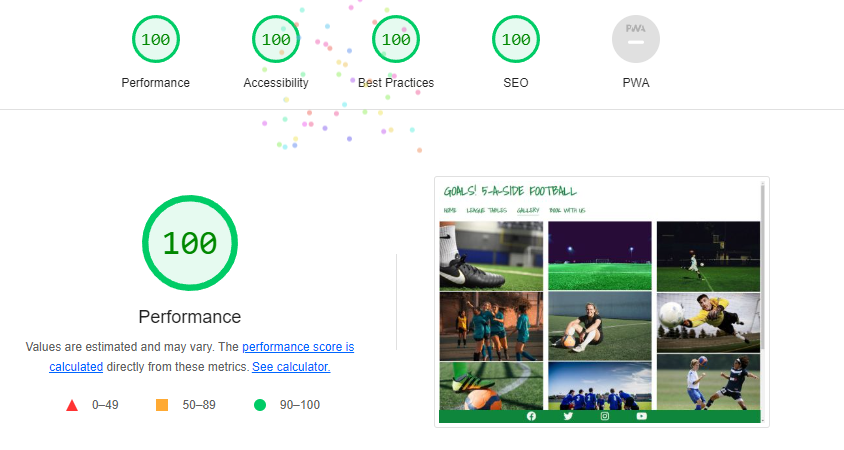 100 100 100 100 PWA
Performance Accessibility Best Practices SEO PWA
100
Performance
Values are estimated and may vary. The performance score is
calculated directly from these metrics. See calculator.
0–49 50–89 90–100
GOALS! 5-A-SIDE FOOTBALL
HOME LEAGUE TABLES GALLERY BOOK WITH US